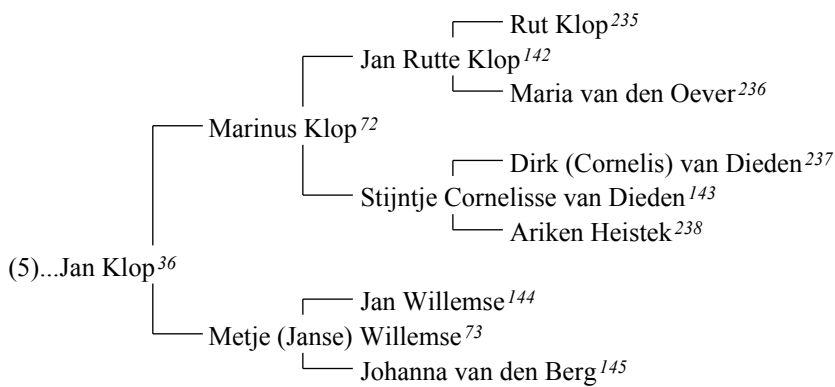 Rut Klop235
Jan Rutte Klop142
Maria van den Oever236
Marinus Klop72
Dirk (Cornelis) van Dieden237
Stijntje Cornelisse van Dieden143
Ariken Heistek238
(5)...Jan Klop36
Jan Willemse144
Metje (Janse) Willemse73
Johanna van den Berg145